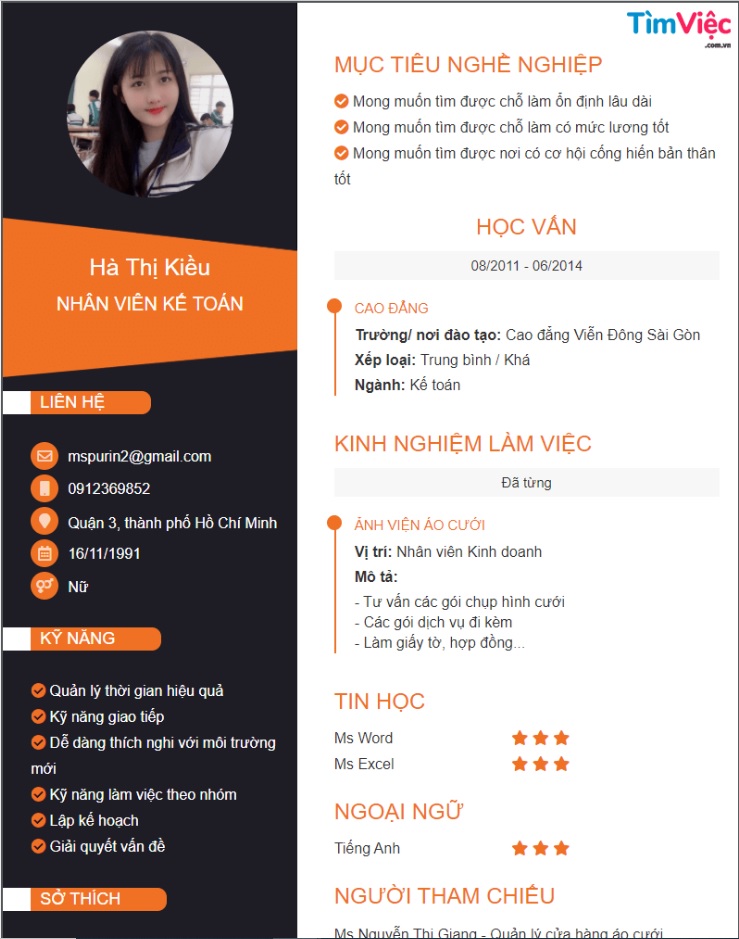 Hà Thị Kiều
NHÂN VIÊN KẾ TOÁN
LIÊN HỆ
mspurin2@gmail.com
0912369852
Quận 3, thành phố Hồ Chí Minh
16/11/1991
Nữ
KỸ NĂNG
Quản lý thời gian hiệu quả
Kỹ năng giao tiếp
Dễ dàng thích nghi với môi trường
mới
Kỹ năng làm việc theo nhóm
Lập kế hoạch
Giải quyết vấn đề
SỞ THÍCH
TìmViệc
.com.vn
MỤC TIÊU NGHỀ NGHIỆP
Mong muốn tìm được chỗ làm ổn định lâu dài
Mong muốn tìm được chỗ làm có mức lương tốt
Mong muốn tìm được nơi có cơ hội cống hiến bản thân
tốt
HỌC VẤN
08/2011 - 06/2014
CAO ĐẲNG
Trường/ nơi đào tạo: Cao đẳng Viễn Đông Sài Gòn
Xếp loại: Trung bình / Khá
Ngành: Kế toán
KINH NGHIỆM LÀM VIỆC
Đã từng
ẢNH VIỆN ÁO CƯỚI
Vị trí: Nhân viên Kinh doanh
Mô tả:
- Tư vấn các gói chụp hình cưới
- Các gói dịch vụ đi kèm
- Làm giấy tờ, hợp đồng...
TIN HỌC
Ms Word
Ms Excel
NGOẠI NGỮ
Tiếng Anh
NGƯỜI THAM CHIẾU
Ms Nguyễn Thị Giang - Quản lý cửa hàng áo cưới